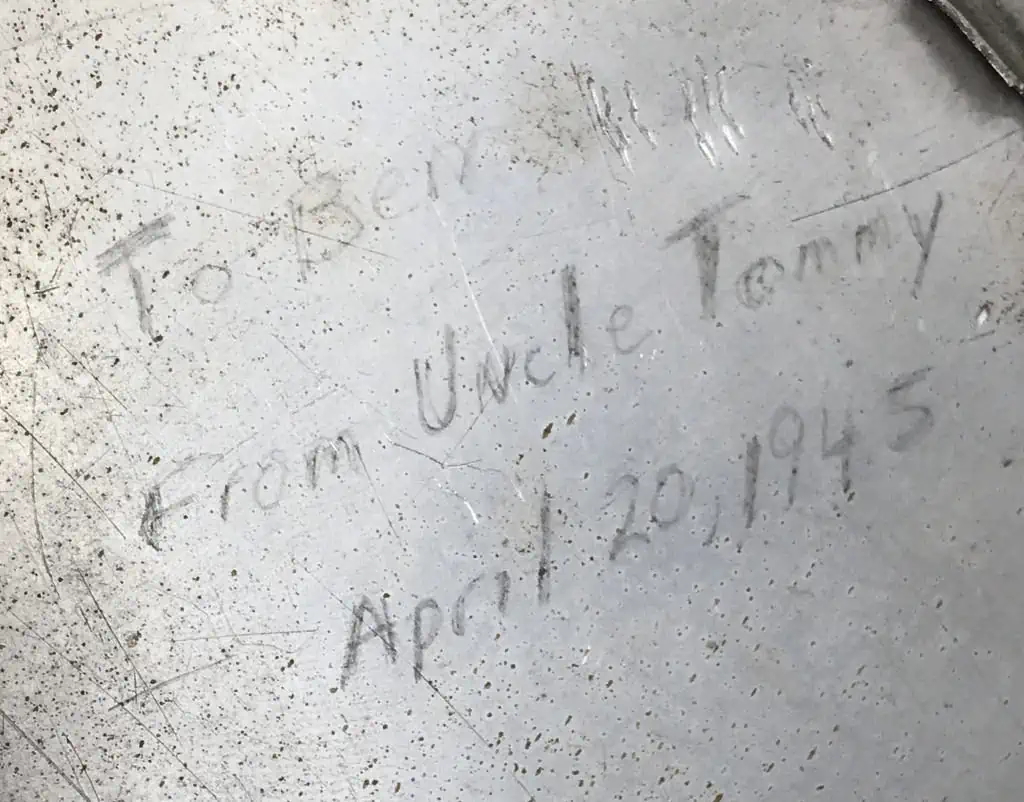 To Ben
From Uncle Tommy
April 20, 1945